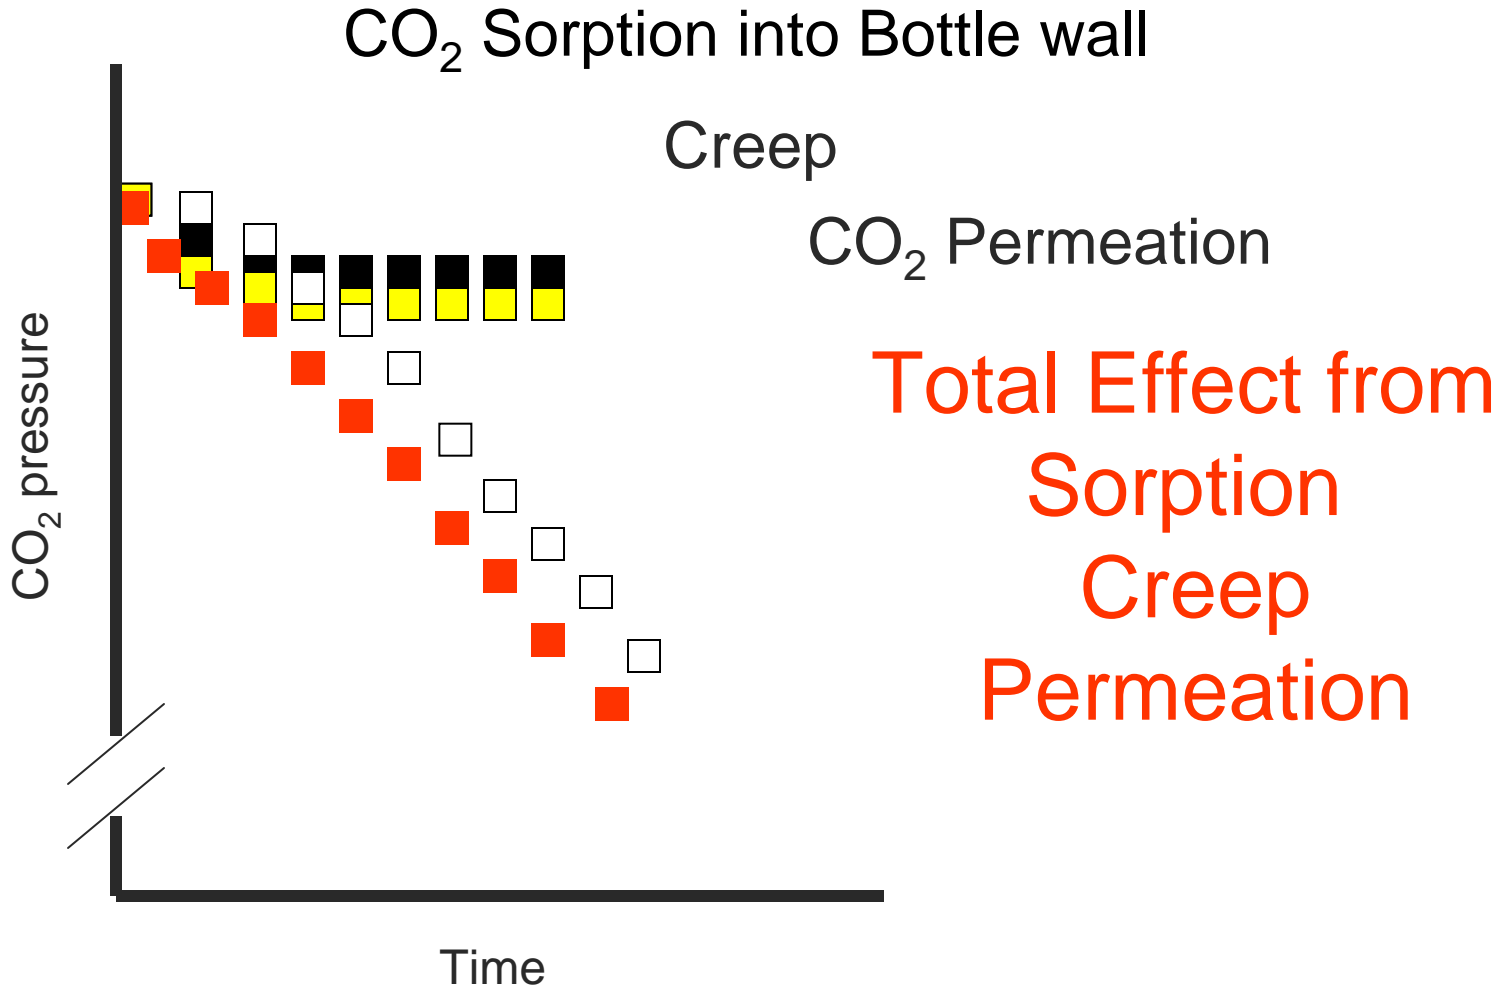 CO₂ Sorption into Bottle wall
Creep
CO₂ Permeation
Total Effect from
Sorption
Creep
Permeation
CO₂ pressure
Time